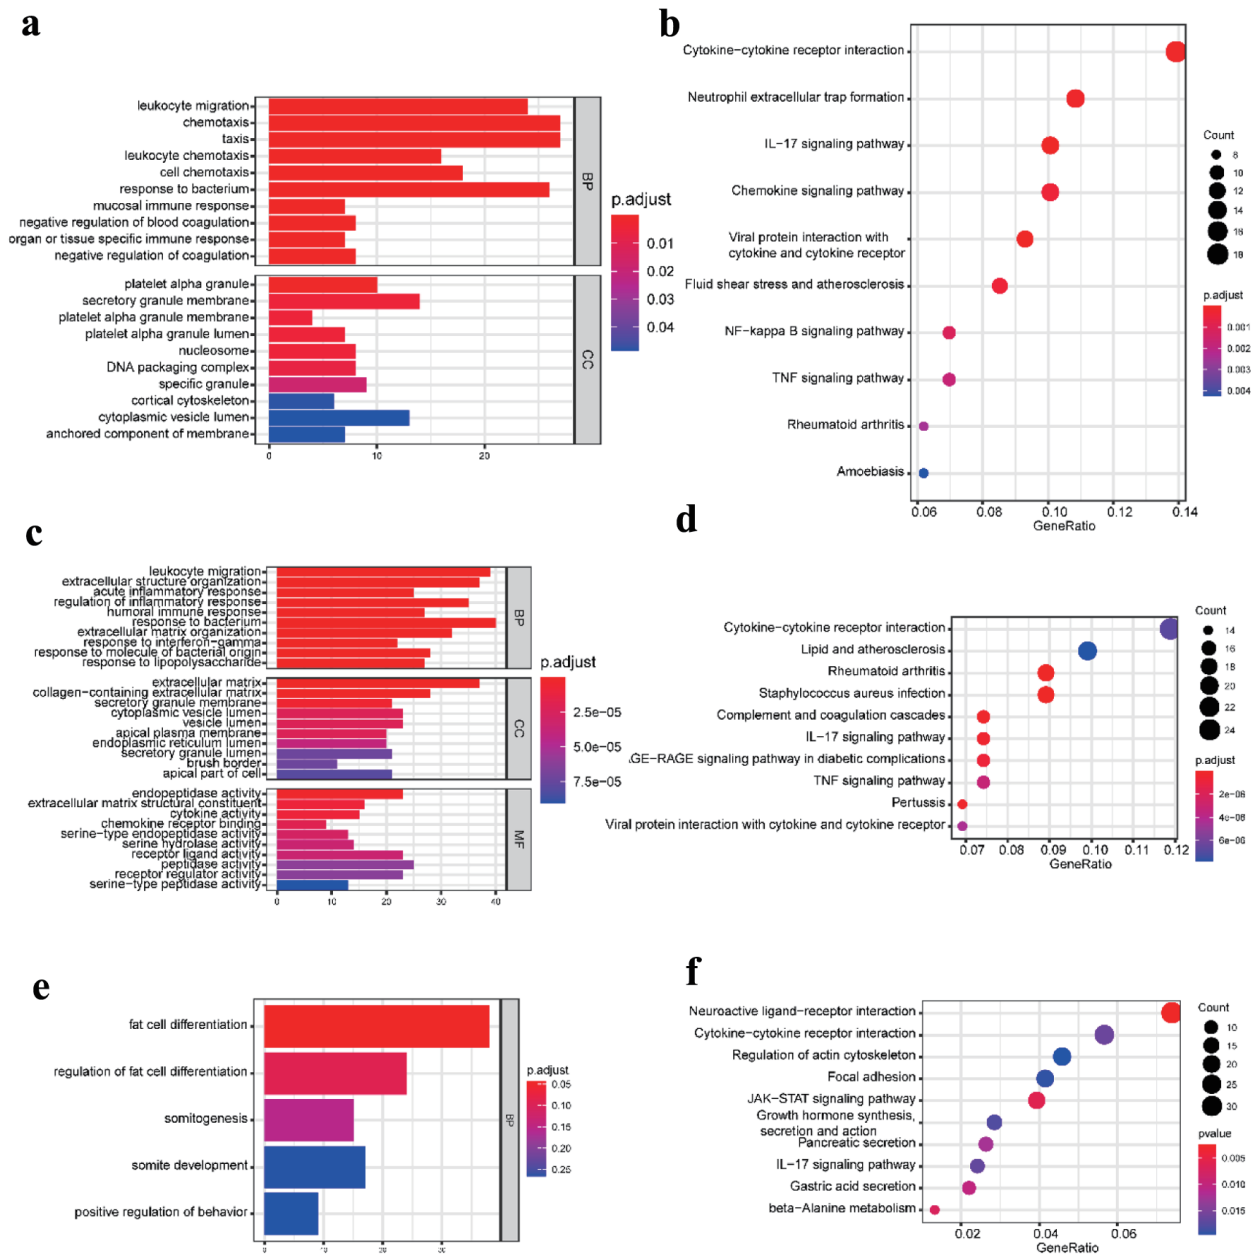 a
leukocyte migration
chemotaxis
taxis
leukocyte chemotaxis
cell chemotaxis
response to bacterium
mucosal immune response
negative regulation of blood coagulation
organ or tissue specific immune response
negative regulation of coagulation
BP
platelet alpha granule
secretory granule membrane
platelet alpha granule membrane
platelet alpha granule lumen
nucleosome
DNA packaging complex
specific granule
cortical cytoskeleton
cytoplasmic vesicle lumen
anchored component of membrane
CC
0 10 20
p.adjust
0.01
0.02
0.03
0.04
b
Cytokine−cytokine receptor interaction
Neutrophil extracellular trap formation
IL−17 signaling pathway
Chemokine signaling pathway
Viral protein interaction with
cytokine and cytokine receptor
Fluid shear stress and atherosclerosis
NF−kappa B signaling pathway
TNF signaling pathway
Rheumatoid arthritis
Amoebiasis
0.06 0.08 0.10 0.12 0.14
GeneRatio
Count
8
10
12
14
16
18
p.adjust
0.001
0.002
0.003
0.004
c
leukocyte migration
extracellular structure organization
acute inflammatory response
regulation of inflammatory response
humoral immune response
response to bacterium
extracellular matrix organization
response to interferon−gamma
response to molecule of bacterial origin
response to lipopolysaccharide
BP
extracellular matrix
collagen−containing extracellular matrix
secretory granule membrane
cytoplasmic vesicle lumen
vesicle lumen
apical plasma membrane
endoplasmic reticulum lumen
secretory granule lumen
brush border
apical part of cell
CC
endopeptidase activity
extracellular matrix structural constituent
cytokine activity
chemokine receptor binding
serine−type endopeptidase activity
serine hydrolase activity
receptor ligand activity
peptidase activity
receptor regulator activity
serine−type peptidase activity
MF
0 10 20 30 40
p.adjust
2.5e−05
5.0e−05
7.5e−05
d
Cytokine−cytokine receptor interaction
Lipid and atherosclerosis
Rheumatoid arthritis
Staphylococcus aureus infection
Complement and coagulation cascades
IL−17 signaling pathway
GE−RAGE signaling pathway in diabetic complications
TNF signaling pathway
Pertussis
Viral protein interaction with cytokine and cytokine receptor
0.07 0.08 0.09 0.10 0.11 0.12
GeneRatio
Count
14
16
18
20
22
24
p.adjust
e
fat cell differentiation
regulation of fat cell differentiation
somitogenesis
somite development
positive regulation of behavior
BP
p.adjust
0.05
0.10
0.15
0.20
0.25
f
Neuroactive ligand−receptor interaction
Cytokine−cytokine receptor interaction
Regulation of actin cytoskeleton
Focal adhesion
JAK−STAT signaling pathway
Growth hormone synthesis,
secretion and action
Pancreatic secretion
IL−17 signaling pathway
Gastric acid secretion
beta−Alanine metabolism
0.02 0.04 0.06
GeneRatio
Count
10
15
20
25
30
pvalue
0.005
0.010
0.015